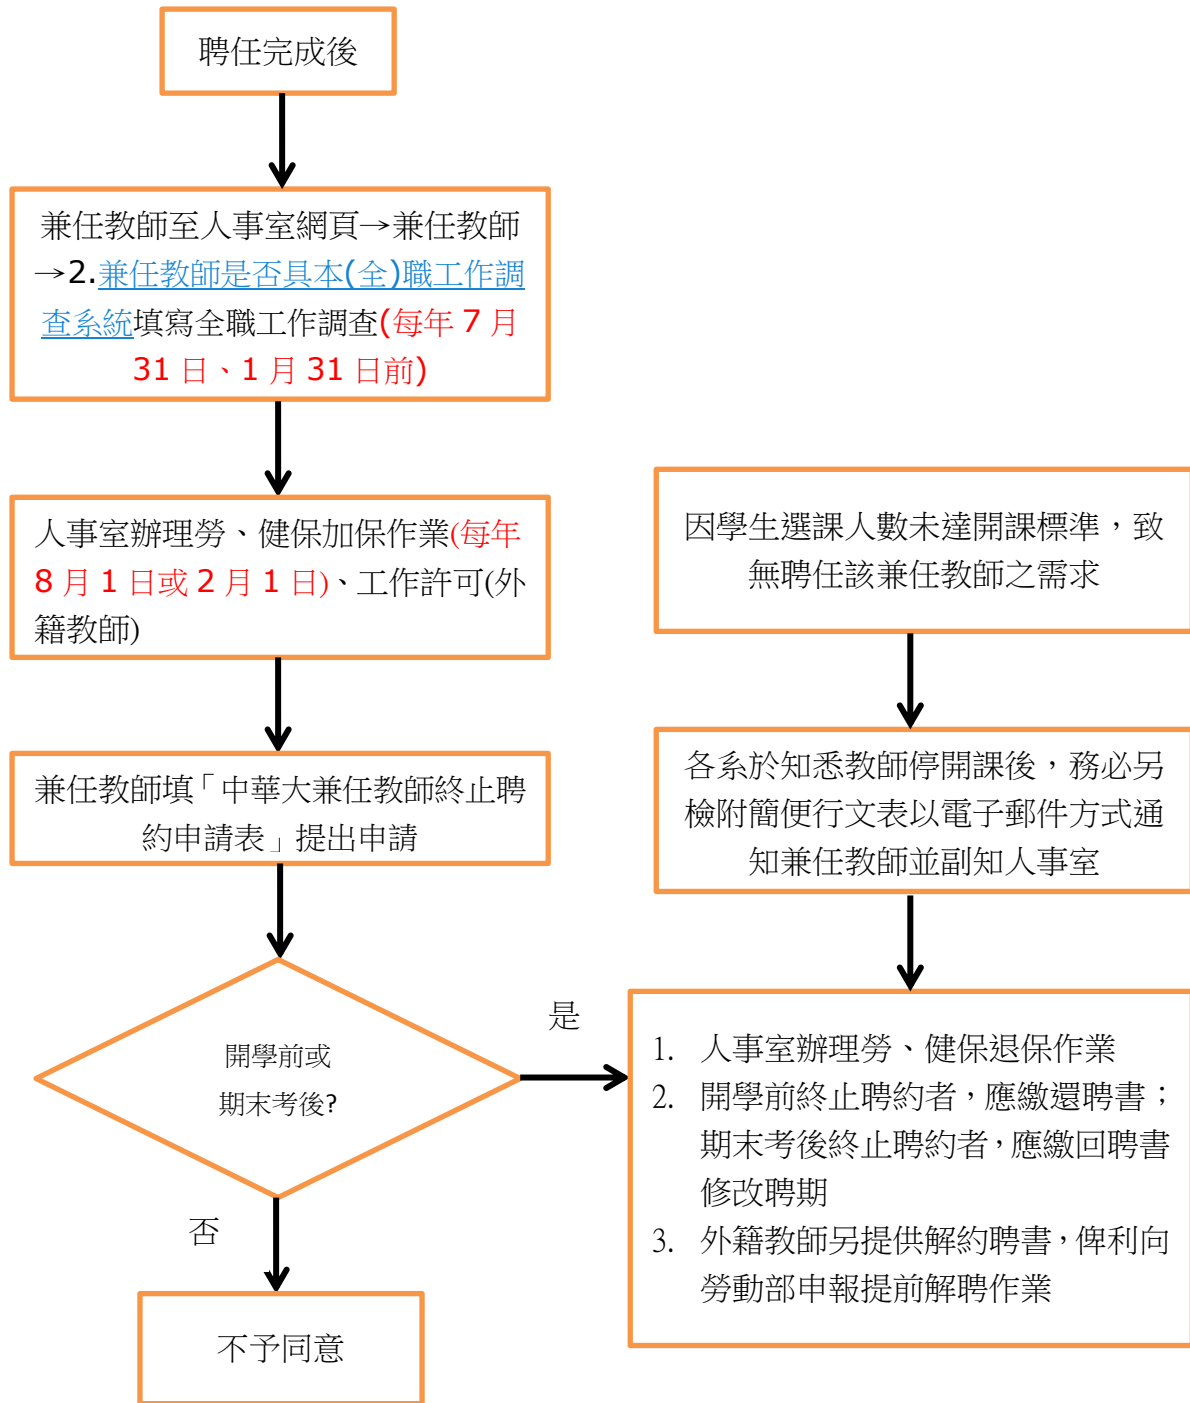 聘任完成後
兼任教師至人事室網頁→兼任教師
→2.兼任教師是否具本(全)職工作調
查系統填寫全職工作調查(每年 7 月
31 日、1 月 31 日前)
人事室辦理勞、健保加保作業(每年
8 月 1 日或 2 月 1 日)、工作許可(外
籍教師)
兼任教師填「中華大兼任教師終止聘
約申請表」提出申請
開學前或
期末考後?
是
否
不予同意
因學生選課人數未達開課標準，致
無聘任該兼任教師之需求
各系於知悉教師停開課後，務必另
檢附簡便行文表以電子郵件方式通
知兼任教師並副知人事室
1. 人事室辦理勞、健保退保作業
2. 開學前終止聘約者，應繳還聘書；
期末考後終止聘約者，應繳回聘書
修改聘期
3. 外籍教師另提供解約聘書，俾利向
勞動部申報提前解聘作業